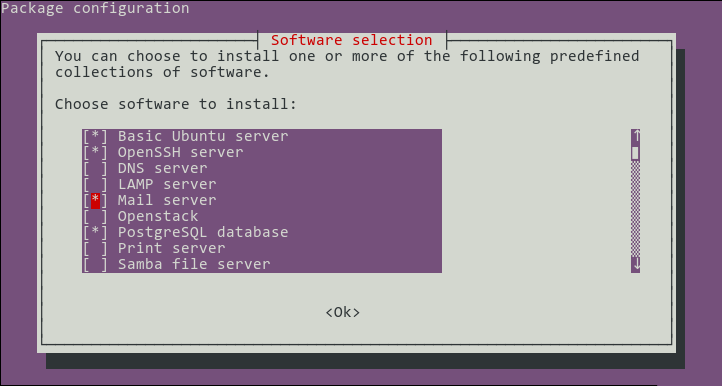 Package configuration
Software selection
You can choose to install one or more of the following predefined
collections of software.
Choose software to install:
[*] Basic Ubuntu server
[*] OpenSSH server
[ ] DNS server
[ ] LAMP server
[*] Mail server
[ ] Openstack
[*] PostgreSQL database
[ ] Print server
[ ] Samba file server
<Ok>